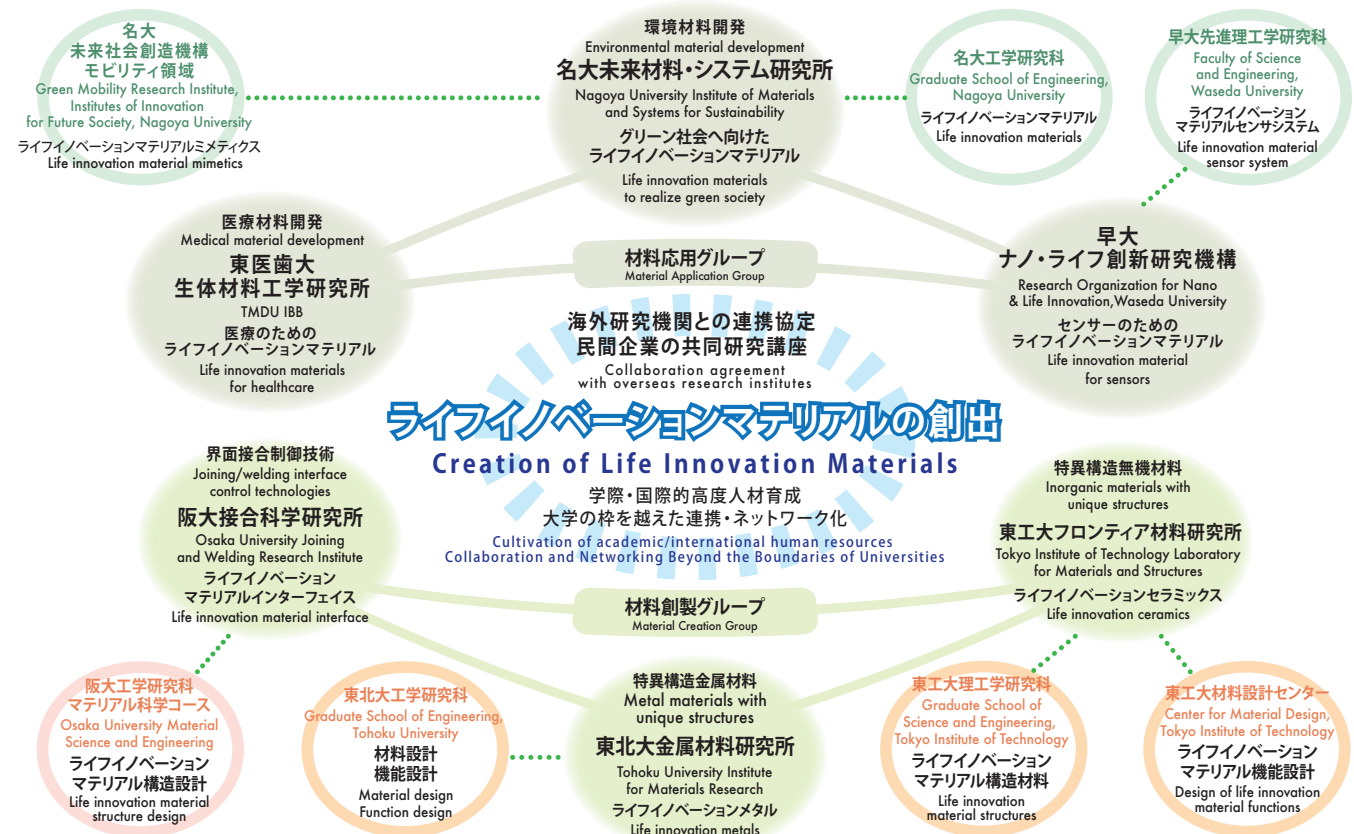 名大
未来社会創造機構
モビリティ領域
Green Mobility Research Institute,
Institutes of Innovation
for Future Society, Nagoya University
ライフイノベーションマテリアルミメティクス
Life innovation material mimetics
環境材料開発
Environmental material development
名大未来材料・システム研究所
Nagoya University Institute of Materials
and Systems for Sustainability
グリーン社会へ向けた
ライフイノベーションマテリアル
Life innovation materials
to realize green society
名大工学研究科
Graduate School of Engineering,
Nagoya University
ライフイノベーションマテリアル
Life innovation materials
早大先進理工学研究科
Faculty of Science
and Engineering,
Waseda University
ライフイノベーション
マテリアルセンサシステム
Life innovation material
sensor system
医療材料開発
Medical material development
東医歯大
生体材料工学研究所
TMDU IBB
医療のための
ライフイノベーションマテリアル
Life innovation materials
for healthcare
材料応用グループ
Material Application Group
早大
ナノ・ライフ創新研究機構
Research Organization for Nano
& Life Innovation,Waseda University
センサーのための
ライフイノベーションマテリアル
Life innovation material
for sensors
海外研究機関との連携協定
民間企業の共同研究講座
Collaboration agreement
with overseas research institutes
ライフイノベーションマテリアルの創出
Creation of Life Innovation Materials
学際・国際的高度人材育成
大学の枠を越えた連携・ネットワーク化
Cultivation of academic/international human resources
Collaboration and Networking Beyond the Boundaries of Universities
界面接合制御技術
Joining/welding interface
control technologies
阪大接合科学研究所
Osaka University Joining
and Welding Research Institute
ライフイノベーション
マテリアルインターフェイス
Life innovation material interface
材料創製グループ
Material Creation Group
特異構造無機材料
Inorganic materials with
unique structures
東工大フロンティア材料研究所
Tokyo Institute of Technology Laboratory
for Materials and Structures
ライフイノベーションセラミックス
Life innovation ceramics
阪大工学研究科
マテリアル科学コース
Osaka University Material
Science and Engineering
ライフイノベーション
マテリアル構造設計
Life innovation material
structure design
東北大工学研究科
Graduate School of Engineering,
Tohoku University
材料設計
機能設計
Material design
Function design
特異構造金属材料
Metal materials with
unique structures
東北大金属材料研究所
Tohoku University Institute
for Materials Research
ライフイノベーションメタル
Life innovation metals
東工大理工学研究科
Graduate School of
Science and Engineering,
Tokyo Institute of Technology
ライフイノベーション
マテリアル構造材料
Life innovation
material structures
東工大材料設計センター
Center for Material Design,
Tokyo Institute of Technology
ライフイノベーション
マテリアル機能設計
Design of life innovation
material functions